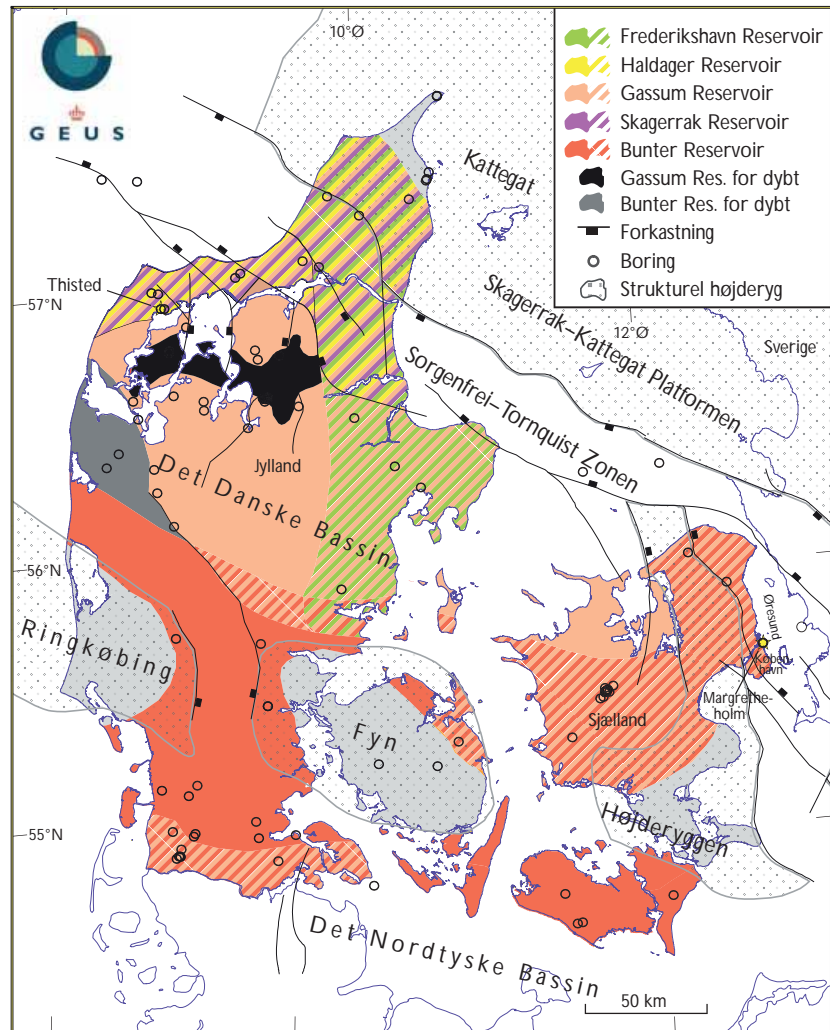 10°Ø
GEUS
Frederikshavn Reservoir
Haldager Reservoir
Gassum Reservoir
Skagerrak Reservoir
Bunter Reservoir
Gassum Res. for dybt
Bunter Res. for dybt
Forkastning
Boring
Strukturel højderyg
Kattegat
Thisted
57°N
12°Ø
Skagerrak–Kattegat Platformen
Sverige
Sorgenfrei–Tornquist Zonen
Jylland
Det Danske Bassin
56°N
Øresund
Ringkøbing
Køben-
havn
Margrethe-
holm
Sjælland
Fyn
Højderyggen
55°N
Det Nordtyske Bassin
50 km